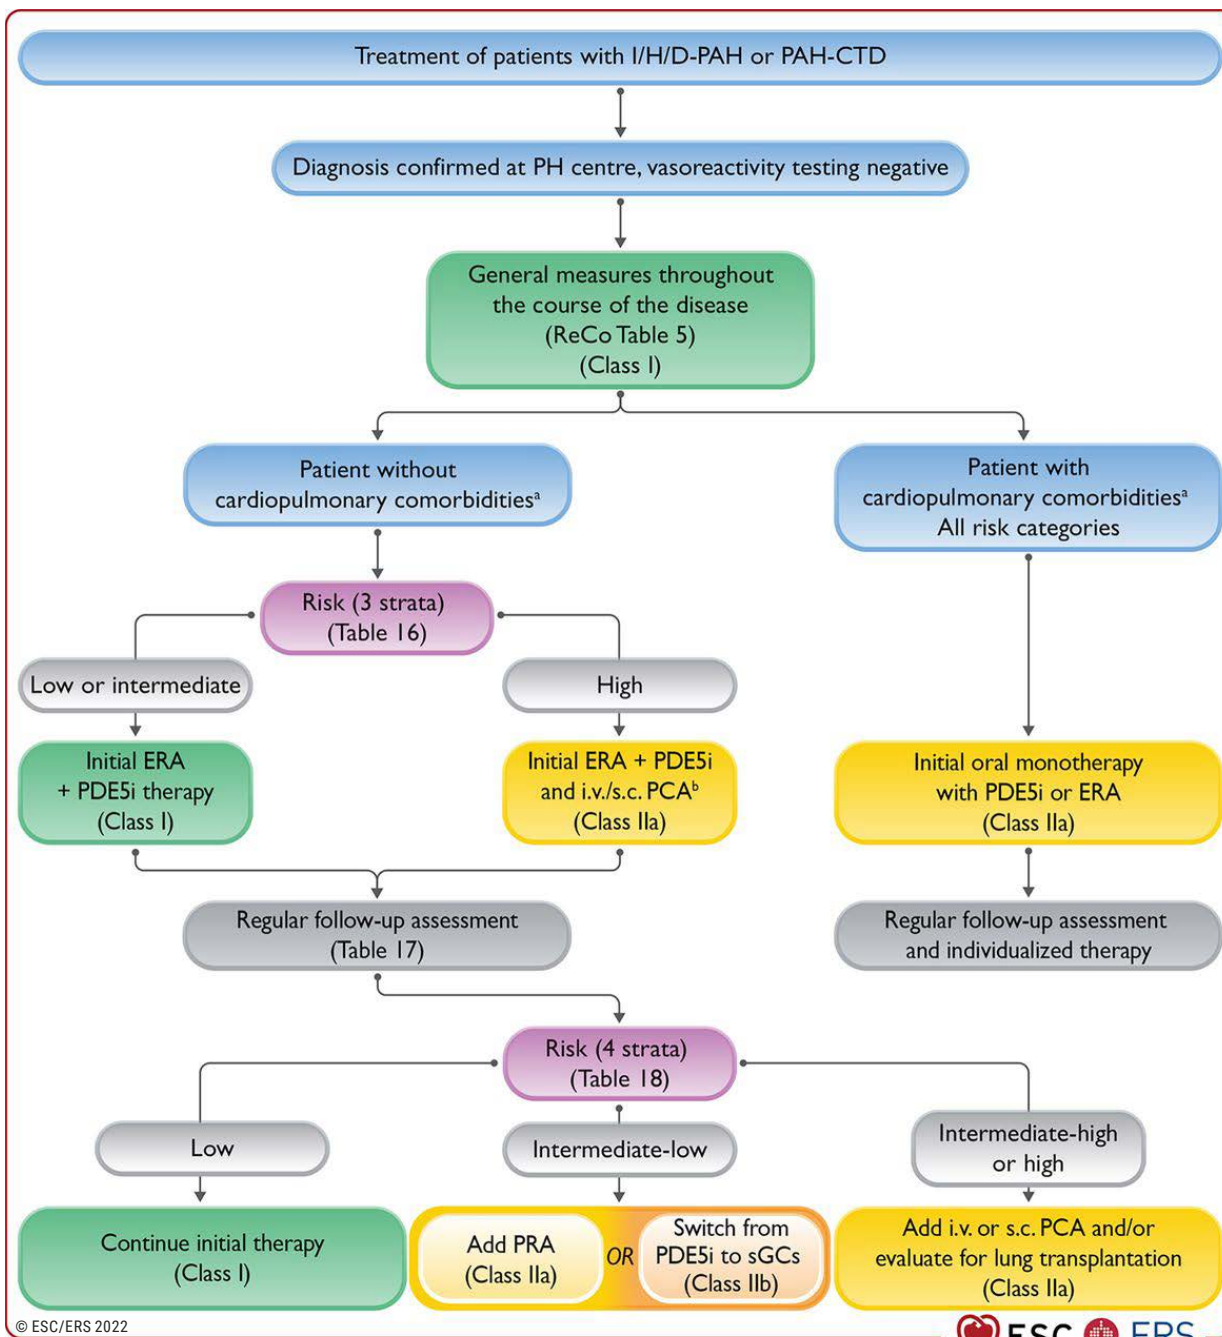 Treatment of patients with I/H/D-PAH or PAH-CTD
Diagnosis confirmed at PH centre, vasoreactivity testing negative
General measures throughout
the course of the disease
(ReCo Table 5)
(Class I)
Patient without
cardiopulmonary comorbiditiesᵃ
Patient with
cardiopulmonary comorbiditiesᵃ
All risk categories
Risk (3 strata)
(Table 16)
Low or intermediate
High
Initial ERA
+ PDE5i therapy
(Class I)
Initial ERA + PDE5i
and i.v./s.c. PCAᵇ
(Class IIa)
Initial oral monotherapy
with PDE5i or ERA
(Class IIa)
Regular follow-up assessment
(Table 17)
Regular follow-up assessment
and individualized therapy
Risk (4 strata)
(Table 18)
Low
Intermediate-low
Intermediate-high
or high
Continue initial therapy
(Class I)
Add PRA
(Class IIa)
OR
Switch from
PDE5i to sGCs
(Class IIb)
Add i.v. or s.c. PCA and/or
evaluate for lung transplantation
(Class IIa)
© ESC/ERS 2022
ESC ERS